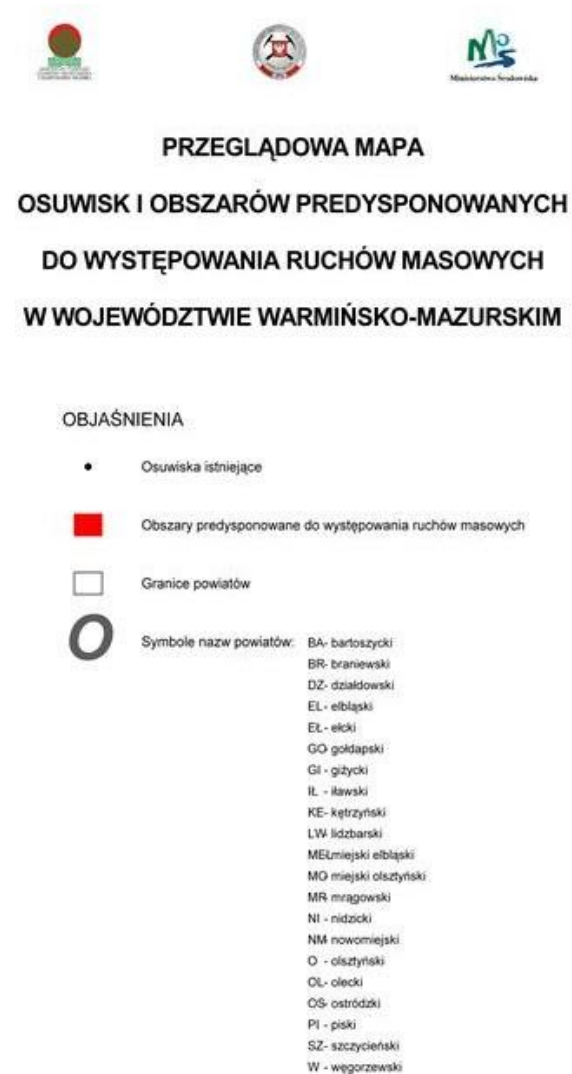 Ministerstwo Środowiska
PRZEGLĄDOWA MAPA
OSUWISK I OBSZARÓW PREDYSPONOWANYCH
DO WYSTĘPOWANIA RUCHÓW MASOWYCH
W WOJEWÓDZTWIE WARMIŃSKO-MAZURSKIM
OBJAŚNIENIA
Osuwiska istniejące
Obszary predysponowane do występowania ruchów masowych
Granice powiatów
O Symbole nazw powiatów: BA- bartoszycki
BR- braniewski
DZ- działdowski
EL- elbląski
EŁ- ełcki
GO- gołdapski
GI - giżycki
IŁ - iławski
KE- kętrzyński
LW- lidzbarski
MEŁ miejski elbląski
MO miejski olsztyński
MR- mrągowski
NI - nidzicki
NM- nowomiejski
O - olsztyński
OL- olecki
OS- ostródzki
PI - piski
SZ- szczycieński
W - węgorzewski